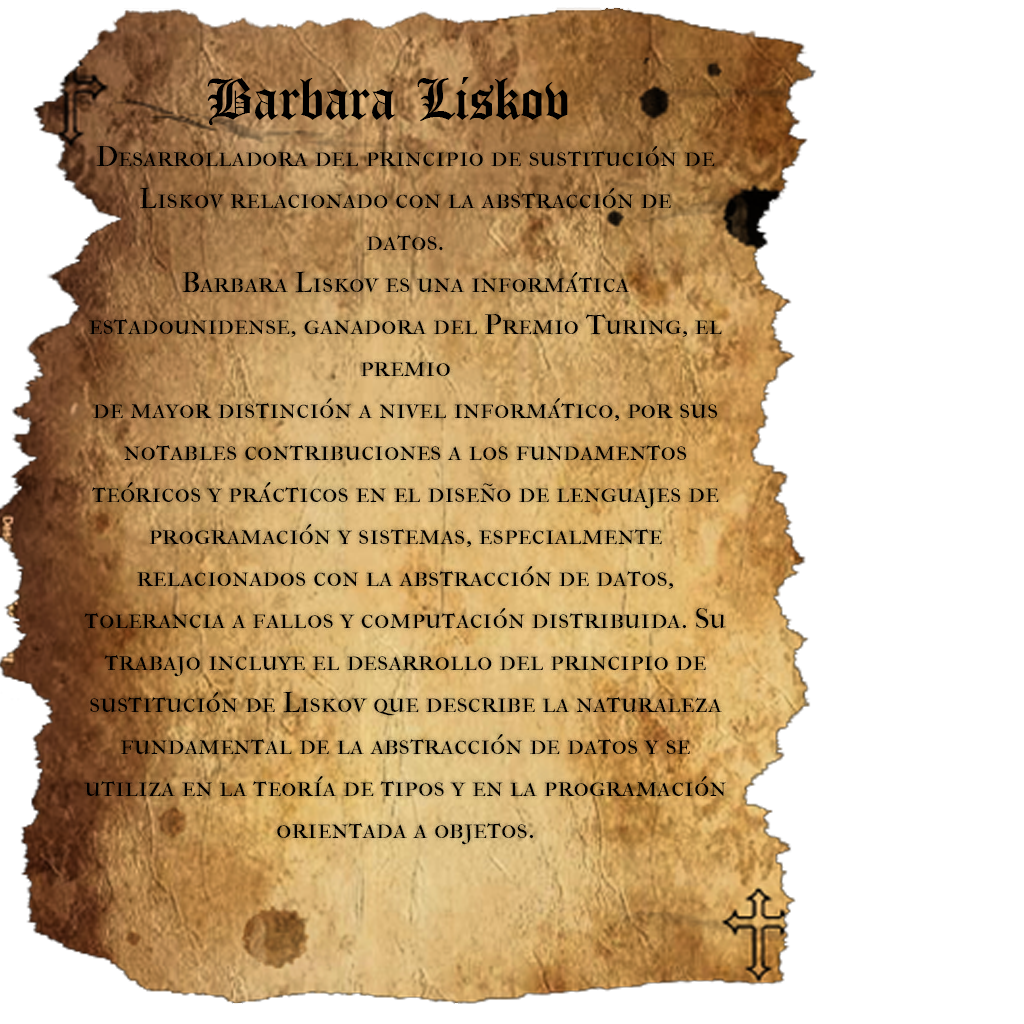 Barbara Liskov
Desarrolladora del principio de sustitución de
Liskov relacionado con la abstracción de
datos.
Barbara Liskov es una informática
estadounidense, ganadora del Premio Turing, el
premio
de mayor distinción a nivel informático, por sus
notables contribuciones a los fundamentos
teóricos y prácticos en el diseño de lenguajes de
programación y sistemas, especialmente
relacionados con la abstracción de datos,
tolerancia a fallos y computación distribuida. Su
trabajo incluye el desarrollo del principio de
sustitución de Liskov que describe la naturaleza
fundamental de la abstracción de datos y se
utiliza en la teoría de tipos y en la programación
orientada a objetos.